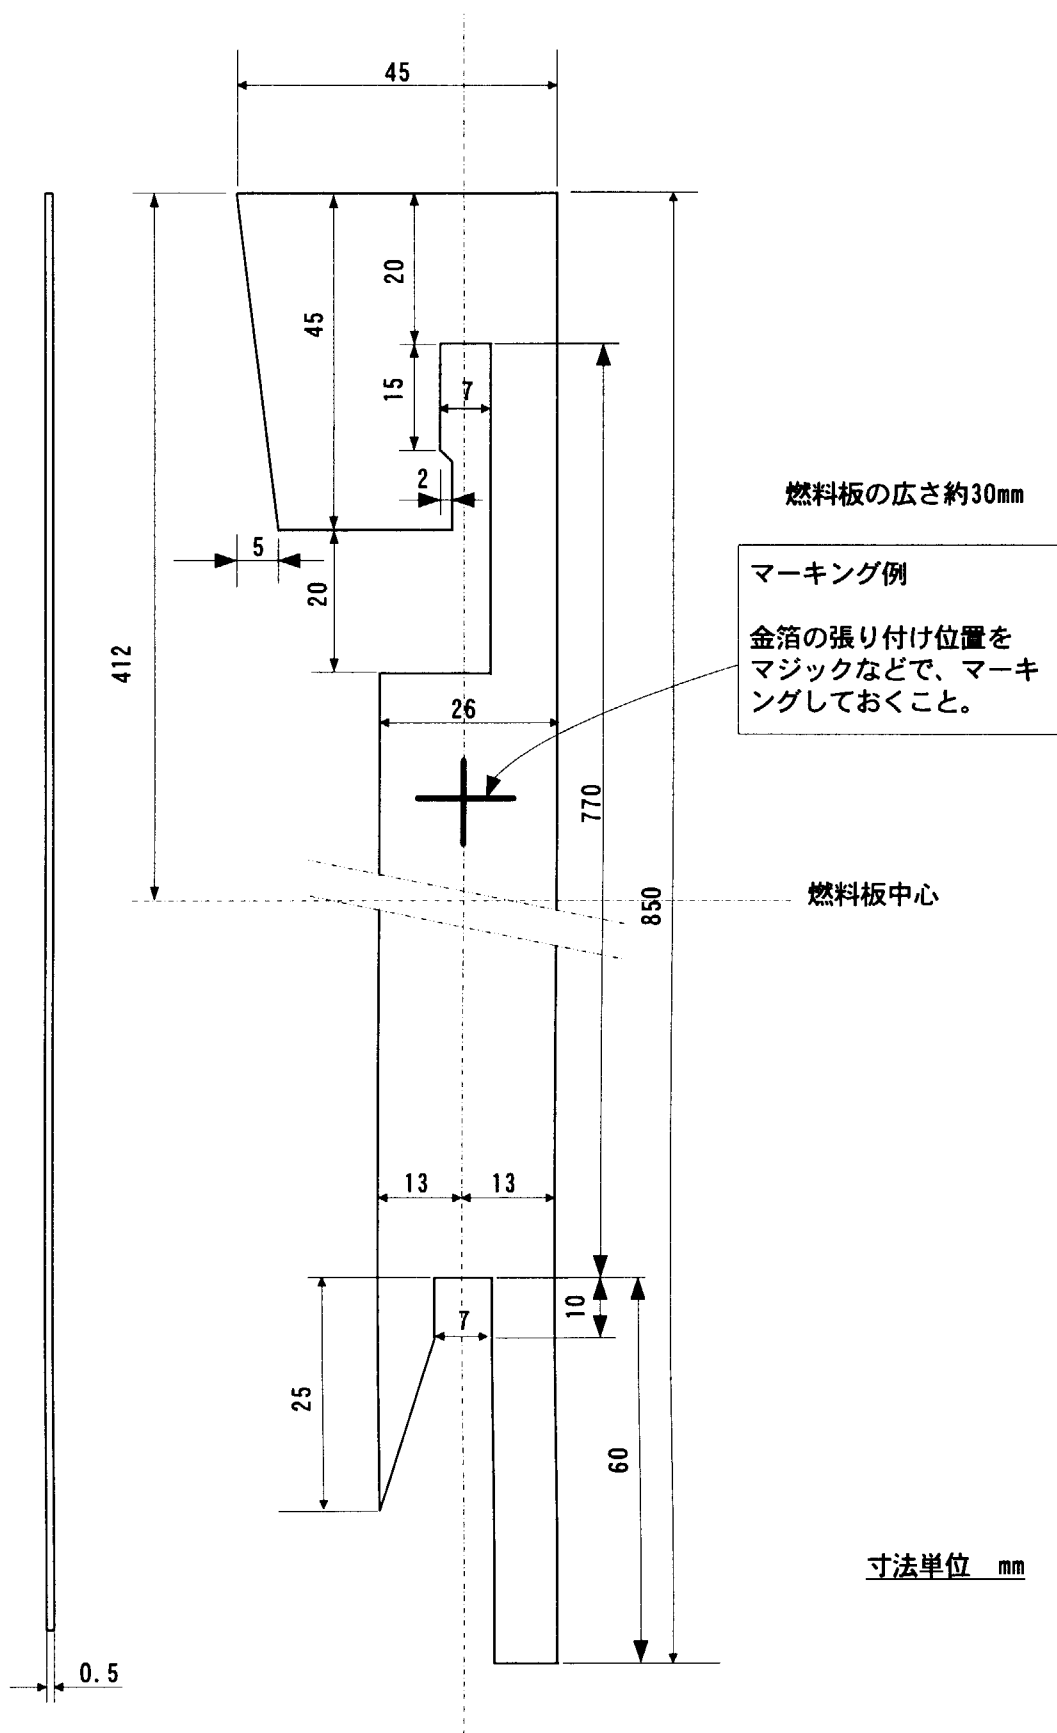 45
20
45
15
7
2
燃料板の広さ約30mm
5
マーキング例
20
金箔の張り付け位置を
マジックなどで、マーキ
ングしておくこと。
412
26
770
燃料板中心
850
13
13
10
7
25
60
寸法単位 mm
0.5